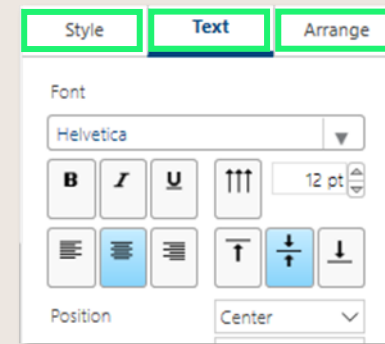 Style Text Arrange
Font
Helvetica
B I U 12 pt
Position Center